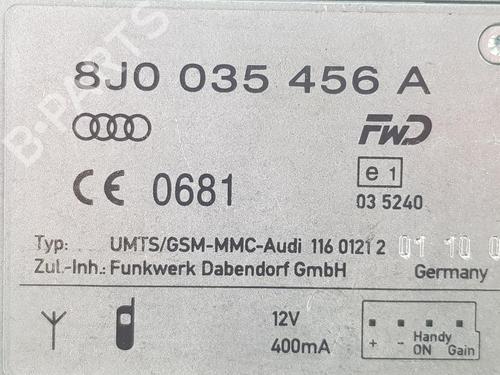 8J0 035 456 A
FWD
CE 0681
e 1
03 5240
Typ: UMTS/GSM-MMC-Audi 116 0121 2 01 10
Zul.-Inh.: Funkwerk Dabendorf GmbH Germany
12V
400mA
+ - Handy ON Gain
B-PARTS